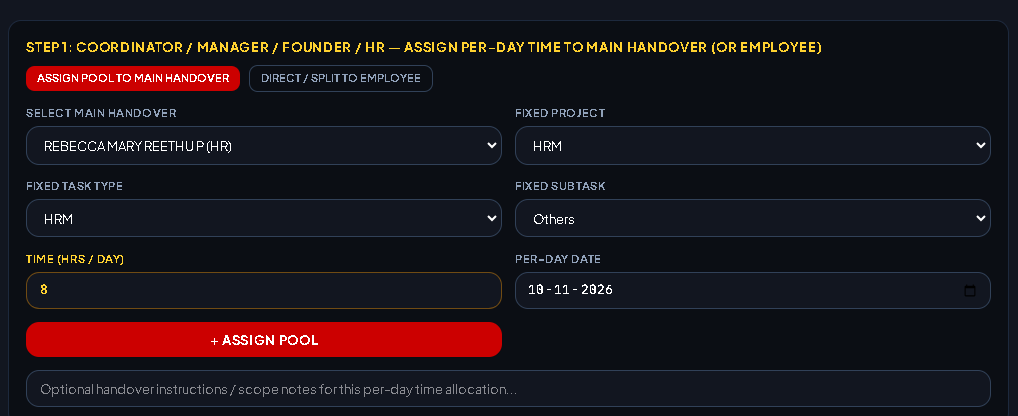 STEP 1: COORDINATOR / MANAGER / FOUNDER / HR — ASSIGN PER-DAY TIME TO MAIN HANDOVER (OR EMPLOYEE)
ASSIGN POOL TO MAIN HANDOVER DIRECT / SPLIT TO EMPLOYEE
SELECT MAIN HANDOVER FIXED PROJECT
REBECCA MARY REETHU P (HR) HRM
FIXED TASK TYPE FIXED SUBTASK
HRM Others
TIME (HRS / DAY) PER-DAY DATE
8 10-11-2026
+ ASSIGN POOL
Optional handover instructions / scope notes for this per-day time allocation...